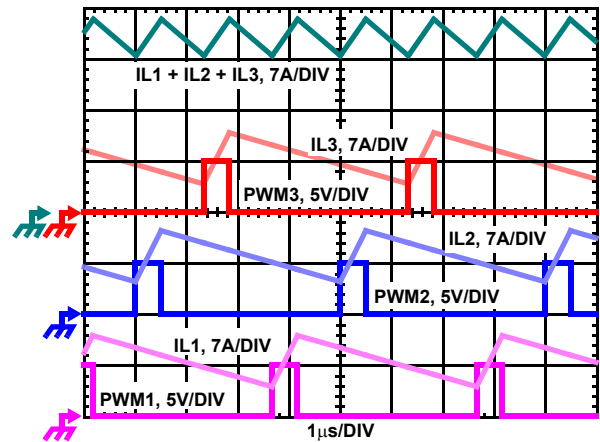 IL1 + IL2 + IL3, 7A/DIV
IL3, 7A/DIV
PWM3, 5V/DIV
IL2, 7A/DIV
PWM2, 5V/DIV
IL1, 7A/DIV
PWM1, 5V/DIV
1μs/DIV